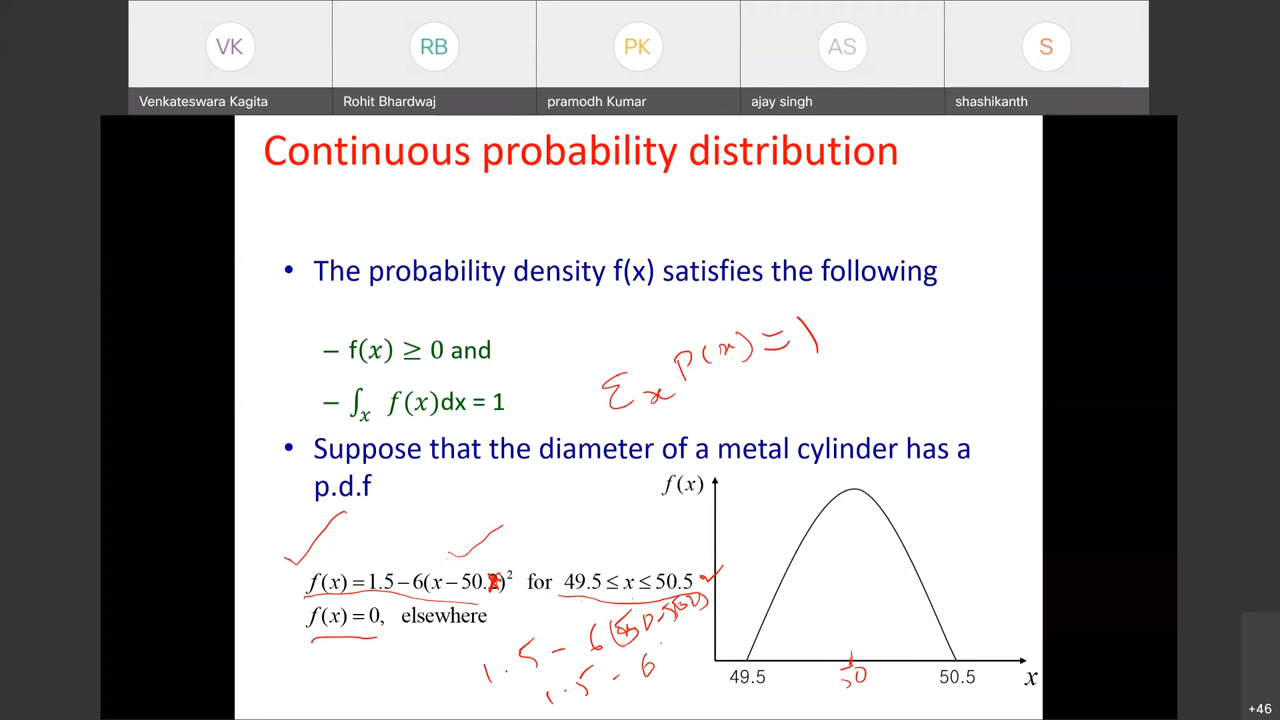 VK RB PK AS S
Venkateswara Kagita Rohit Bhardwaj pramodh Kumar ajay singh shashikanth
Continuous probability distribution
• The probability density f(x) satisfies the following
– f(x) ≥ 0 and
– ∫x f(x)dx = 1
Σx P(x) = 1
• Suppose that the diameter of a metal cylinder has a
p.d.f
f(x)
f(x) = 1.5 − 6(x − 50.)² for 49.5 ≤ x ≤ 50.5
f(x) = 0, elsewhere
1.5 - 6
1.5 - 6
49.5 50 50.5 x
+46